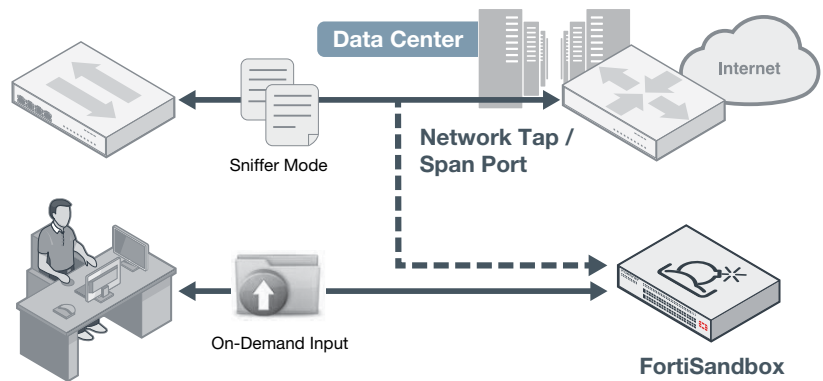 Data Center
Internet
Sniffer Mode
Network Tap /
Span Port
On-Demand Input
FortiSandbox